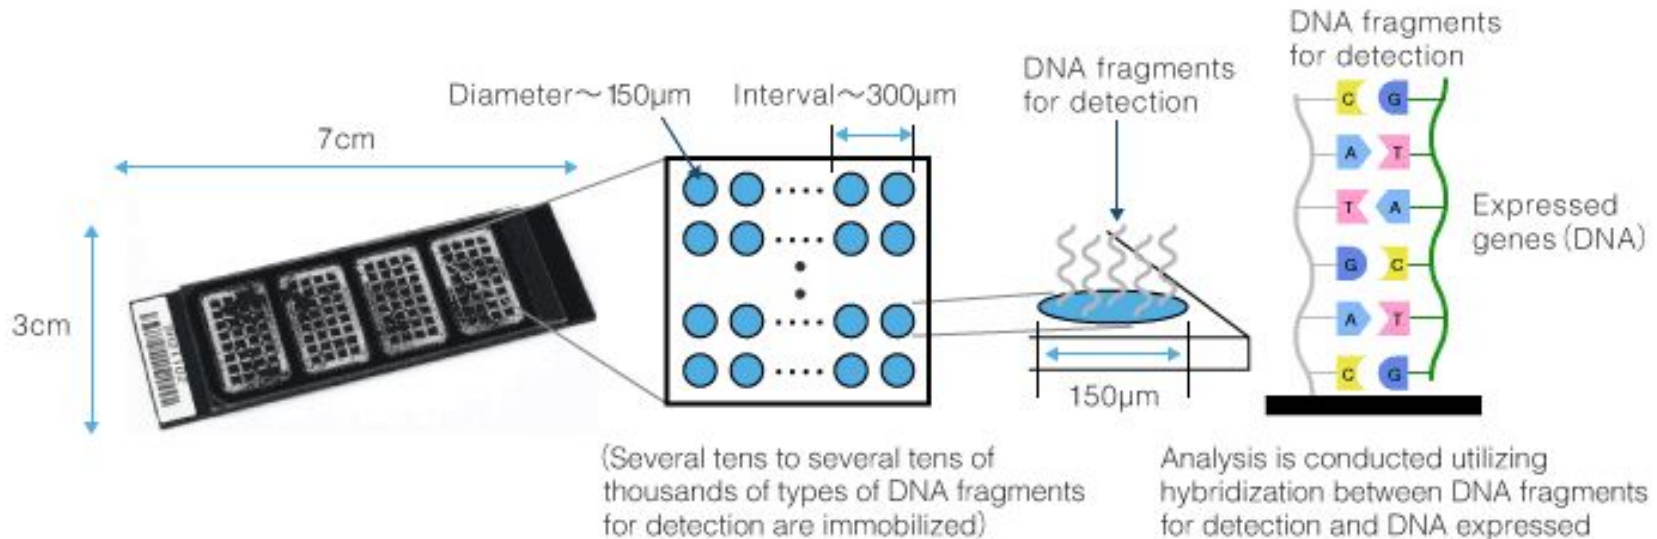 7cm
3cm
Diameter～150μm
Interval～300μm
DNA fragments
for detection
150μm
DNA fragments
for detection
C G
A T
T A
G C
A T
C G
Expressed
genes (DNA)
(Several tens to several tens of
thousands of types of DNA fragments
for detection are immobilized)
Analysis is conducted utilizing
hybridization between DNA fragments
for detection and DNA expressed